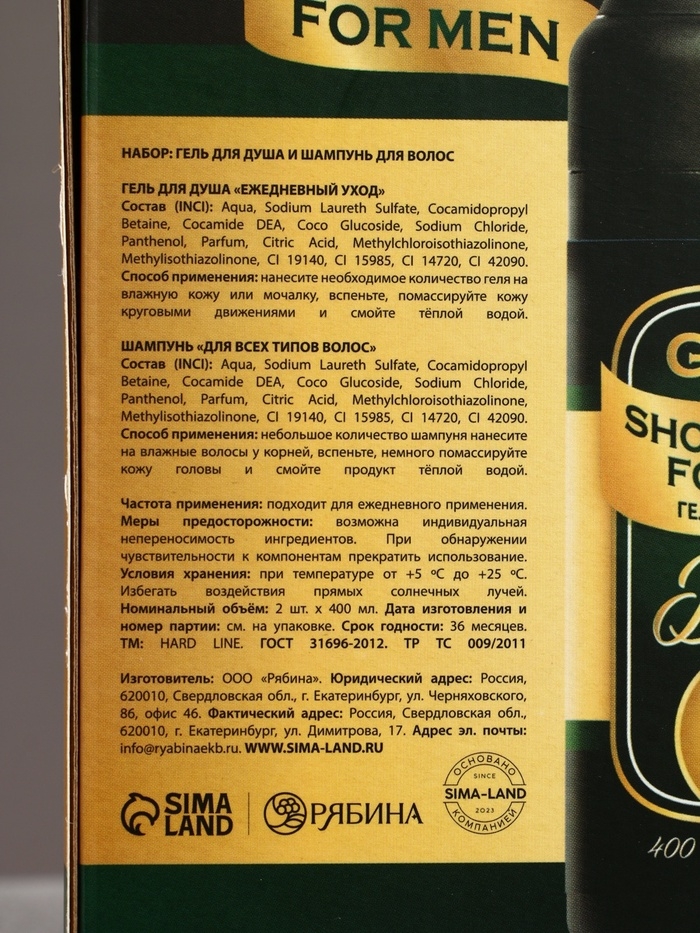 FOR MEN
НАБОР: ГЕЛЬ ДЛЯ ДУША И ШАМПУНЬ ДЛЯ ВОЛОС
ГЕЛЬ ДЛЯ ДУША «ЕЖЕДНЕВНЫЙ УХОД»
Состав (INCI): Aqua, Sodium Laureth Sulfate, Cocamidopropyl
Betaine, Cocamide DEA, Coco Glucoside, Sodium Chloride,
Panthenol, Parfum, Citric Acid, Methylchloroisothiazolinone,
Methylisothiazolinone, CI 19140, CI 15985, CI 14720, CI 42090.
Способ применения: нанесите необходимое количество геля на
влажную кожу или мочалку, вспеньте, помассируйте кожу
круговыми движениями и смойте тёплой водой.
ШАМПУНЬ «ДЛЯ ВСЕХ ТИПОВ ВОЛОС»
Состав (INCI): Aqua, Sodium Laureth Sulfate, Cocamidopropyl
Betaine, Cocamide DEA, Coco Glucoside, Sodium Chloride,
Panthenol, Parfum, Citric Acid, Methylchloroisothiazolinone,
Methylisothiazolinone, CI 19140, CI 15985, CI 14720, CI 42090.
Способ применения: небольшое количество шампуня нанесите
на влажные волосы у корней, вспеньте, немного помассируйте
кожу головы и смойте продукт тёплой водой.
Частота применения: подходит для ежедневного применения.
Меры предосторожности: возможна индивидуальная
непереносимость ингредиентов. При обнаружении
чувствительности к компонентам прекратить использование.
Условия хранения: при температуре от +5 ºС до +25 ºС.
Избегать воздействия прямых солнечных лучей.
Номинальный объём: 2 шт. х 400 мл. Дата изготовления и
номер партии: см. на упаковке. Срок годности: 36 месяцев.
ТМ: HARD LINE. ГОСТ 31696-2012. ТР ТС 009/2011
Изготовитель: ООО «Рябина». Юридический адрес: Россия,
620010, Свердловская обл., г. Екатеринбург, ул. Черняховского,
86, офис 46. Фактический адрес: Россия, Свердловская обл.,
620010, г. Екатеринбург, ул. Димитрова, 17. Адрес эл. почты:
info@ryabinaekb.ru. WWW.SIMA-LAND.RU
SIMA
LAND
РЯБИНА
ОСНОВАНО
SINCE
SIMA-LAND
2023
КОМПАНИЕЙ
G
SHO
FO
ГЕ
400